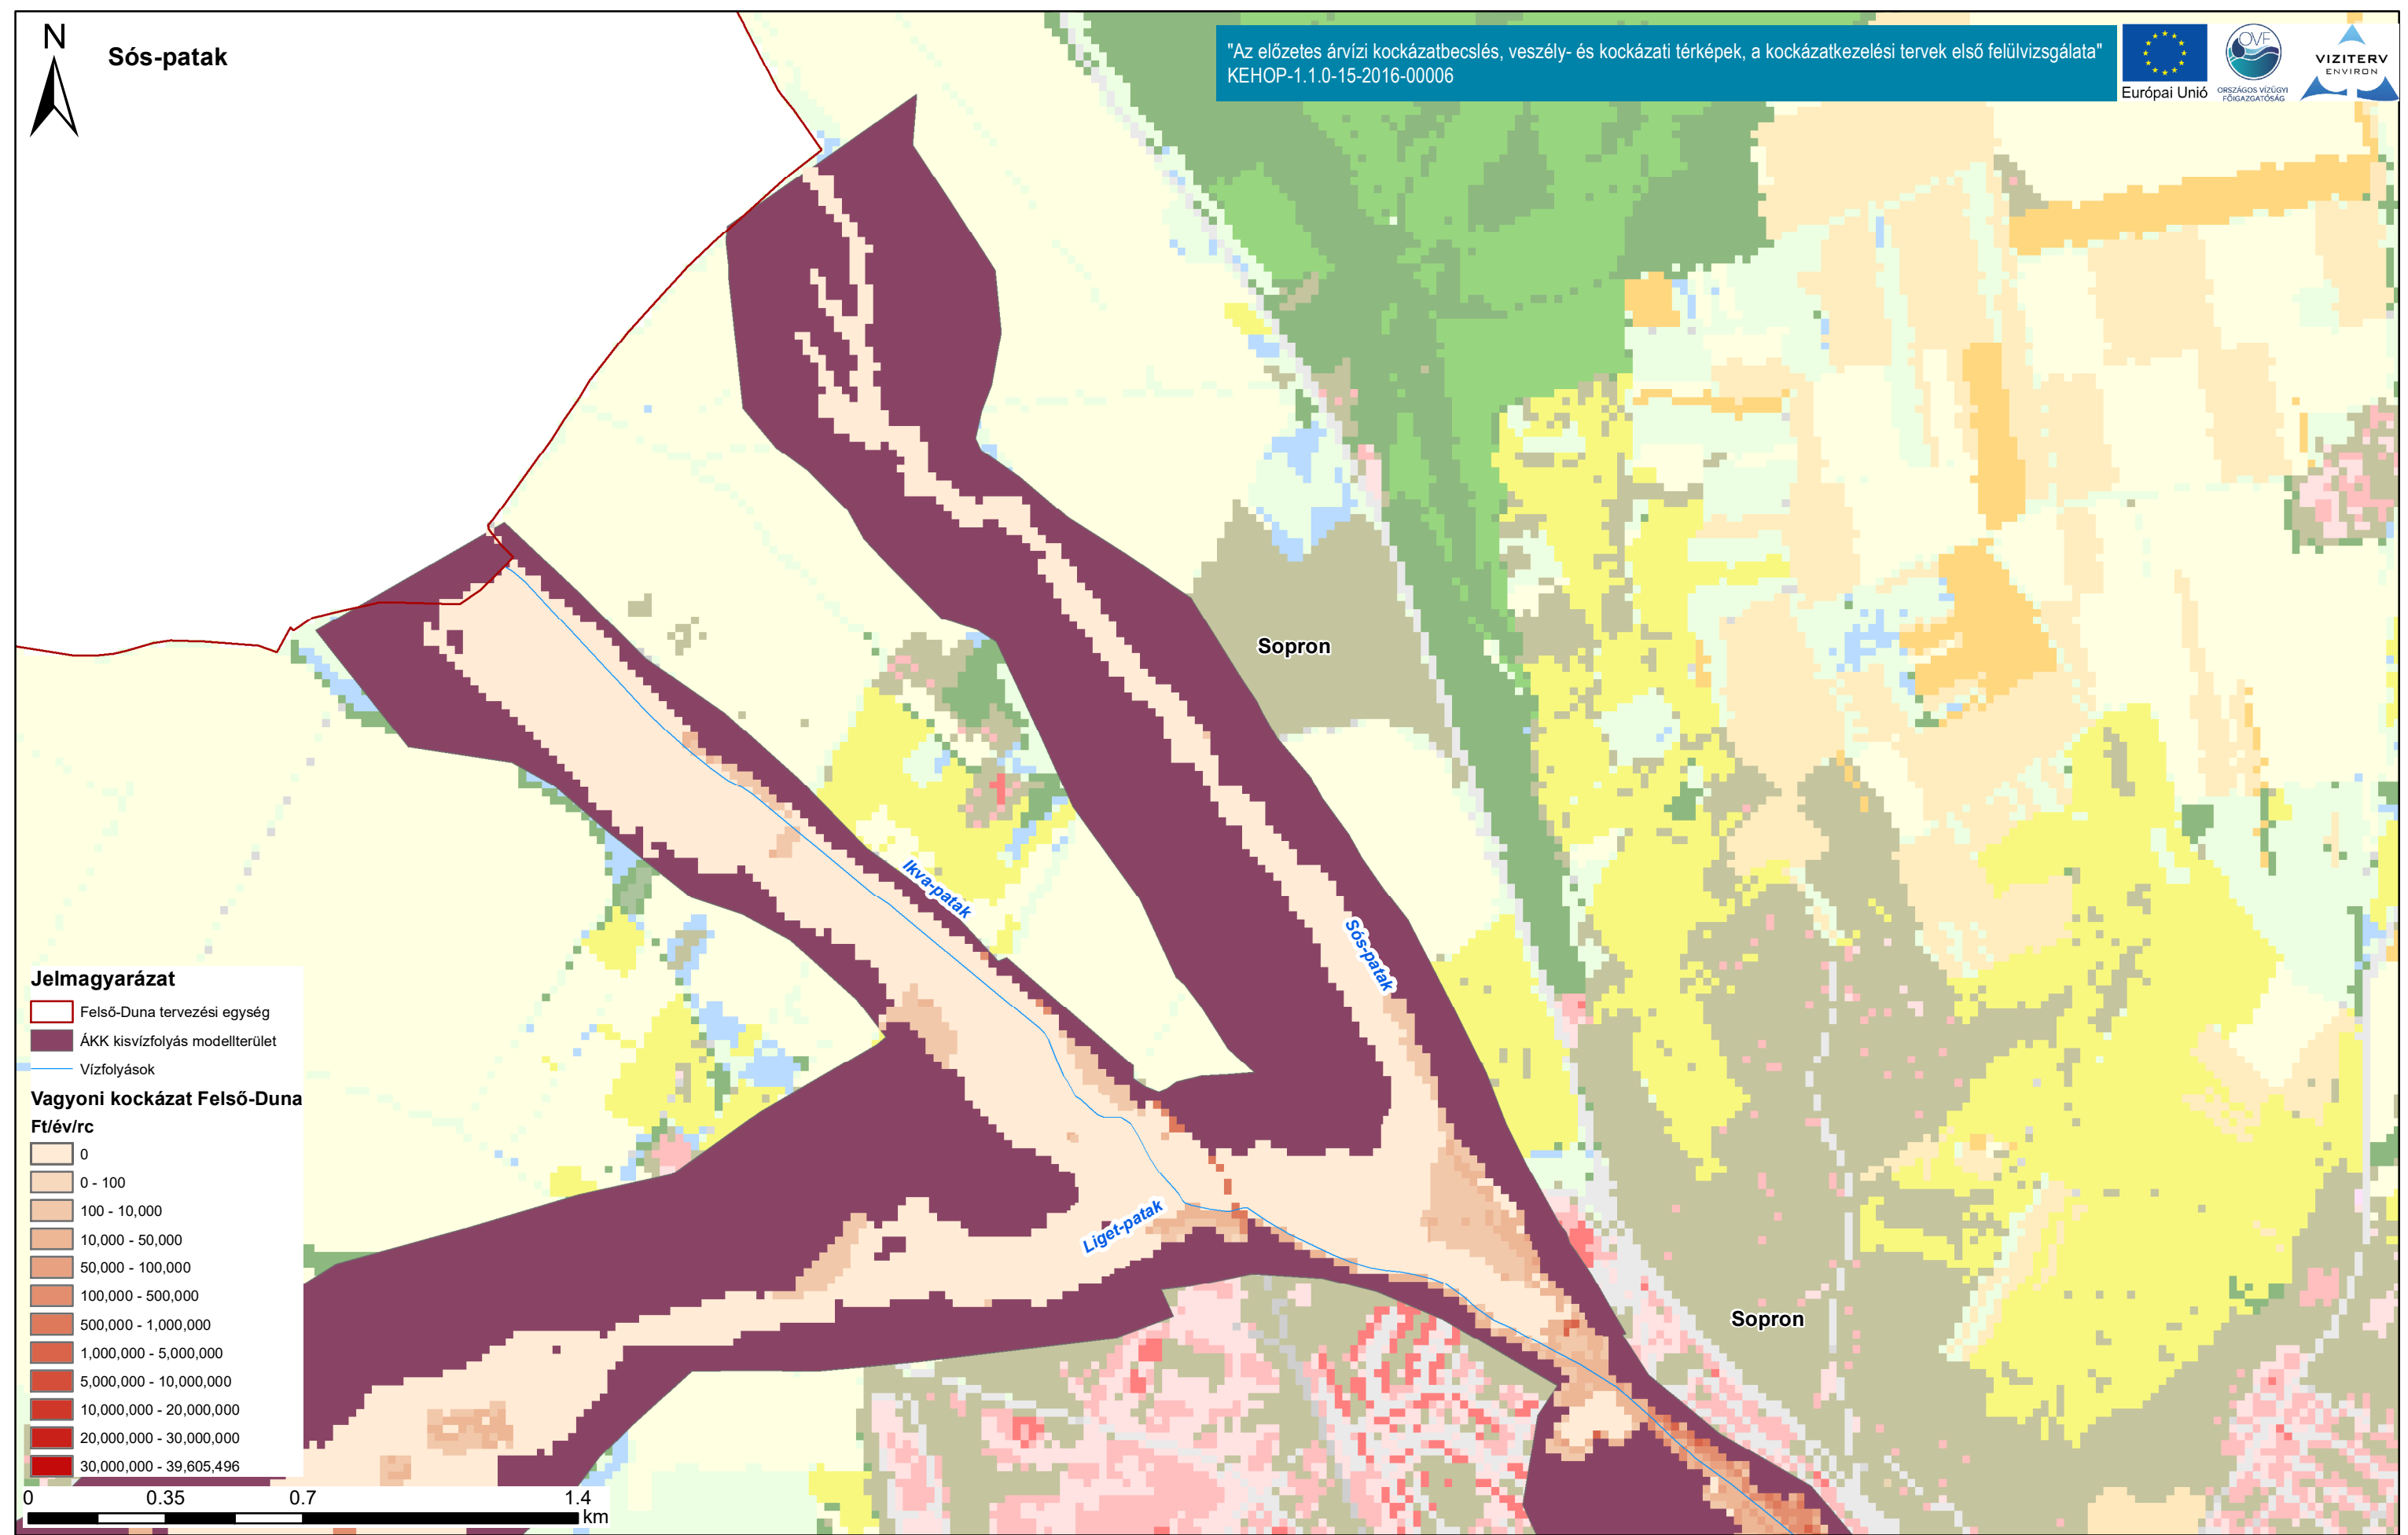 N
Sós-patak
"Az előzetes árvízi kockázatbecslés, veszély- és kockázati térképek, a kockázatkezelési tervek első felülvizsgálata"
KEHOP-1.1.0-15-2016-00006
Európai Unió
OVF
ORSZÁGOS VÍZÜGYI
FŐIGAZGATÓSÁG
VIZITERV
ENVIRON
Sopron
Ikva-patak
Sós-patak
Liget-patak
Sopron
Jelmagyarázat
Felső-Duna tervezési egység
ÁKK kisvízfolyás modellterület
Vízfolyások
Vagyoni kockázat Felső-Duna
Ft/év/rc
0
0 - 100
100 - 10,000
10,000 - 50,000
50,000 - 100,000
100,000 - 500,000
500,000 - 1,000,000
1,000,000 - 5,000,000
5,000,000 - 10,000,000
10,000,000 - 20,000,000
20,000,000 - 30,000,000
30,000,000 - 39,605,496
0 0.35 0.7 1.4
km